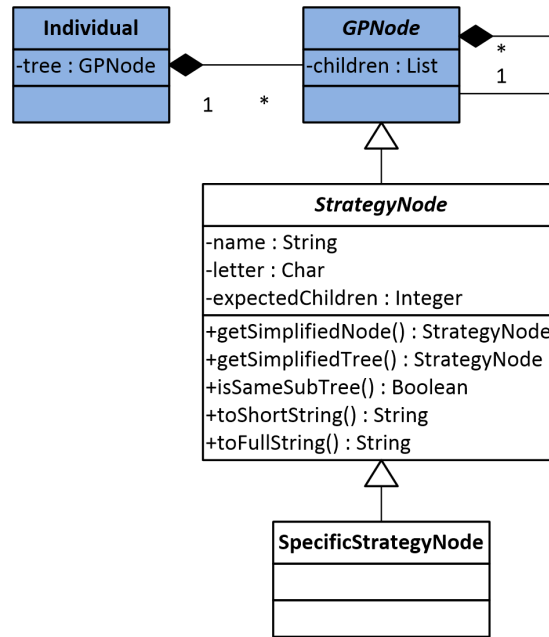 Individual
-tree : GPNode
1 *
GPNode
-children : List
*
1
StrategyNode
-name : String
-letter : Char
-expectedChildren : Integer
+getSimplifiedNode() : StrategyNode
+getSimplifiedTree() : StrategyNode
+isSameSubTree() : Boolean
+toShortString() : String
+toFullString() : String
SpecificStrategyNode